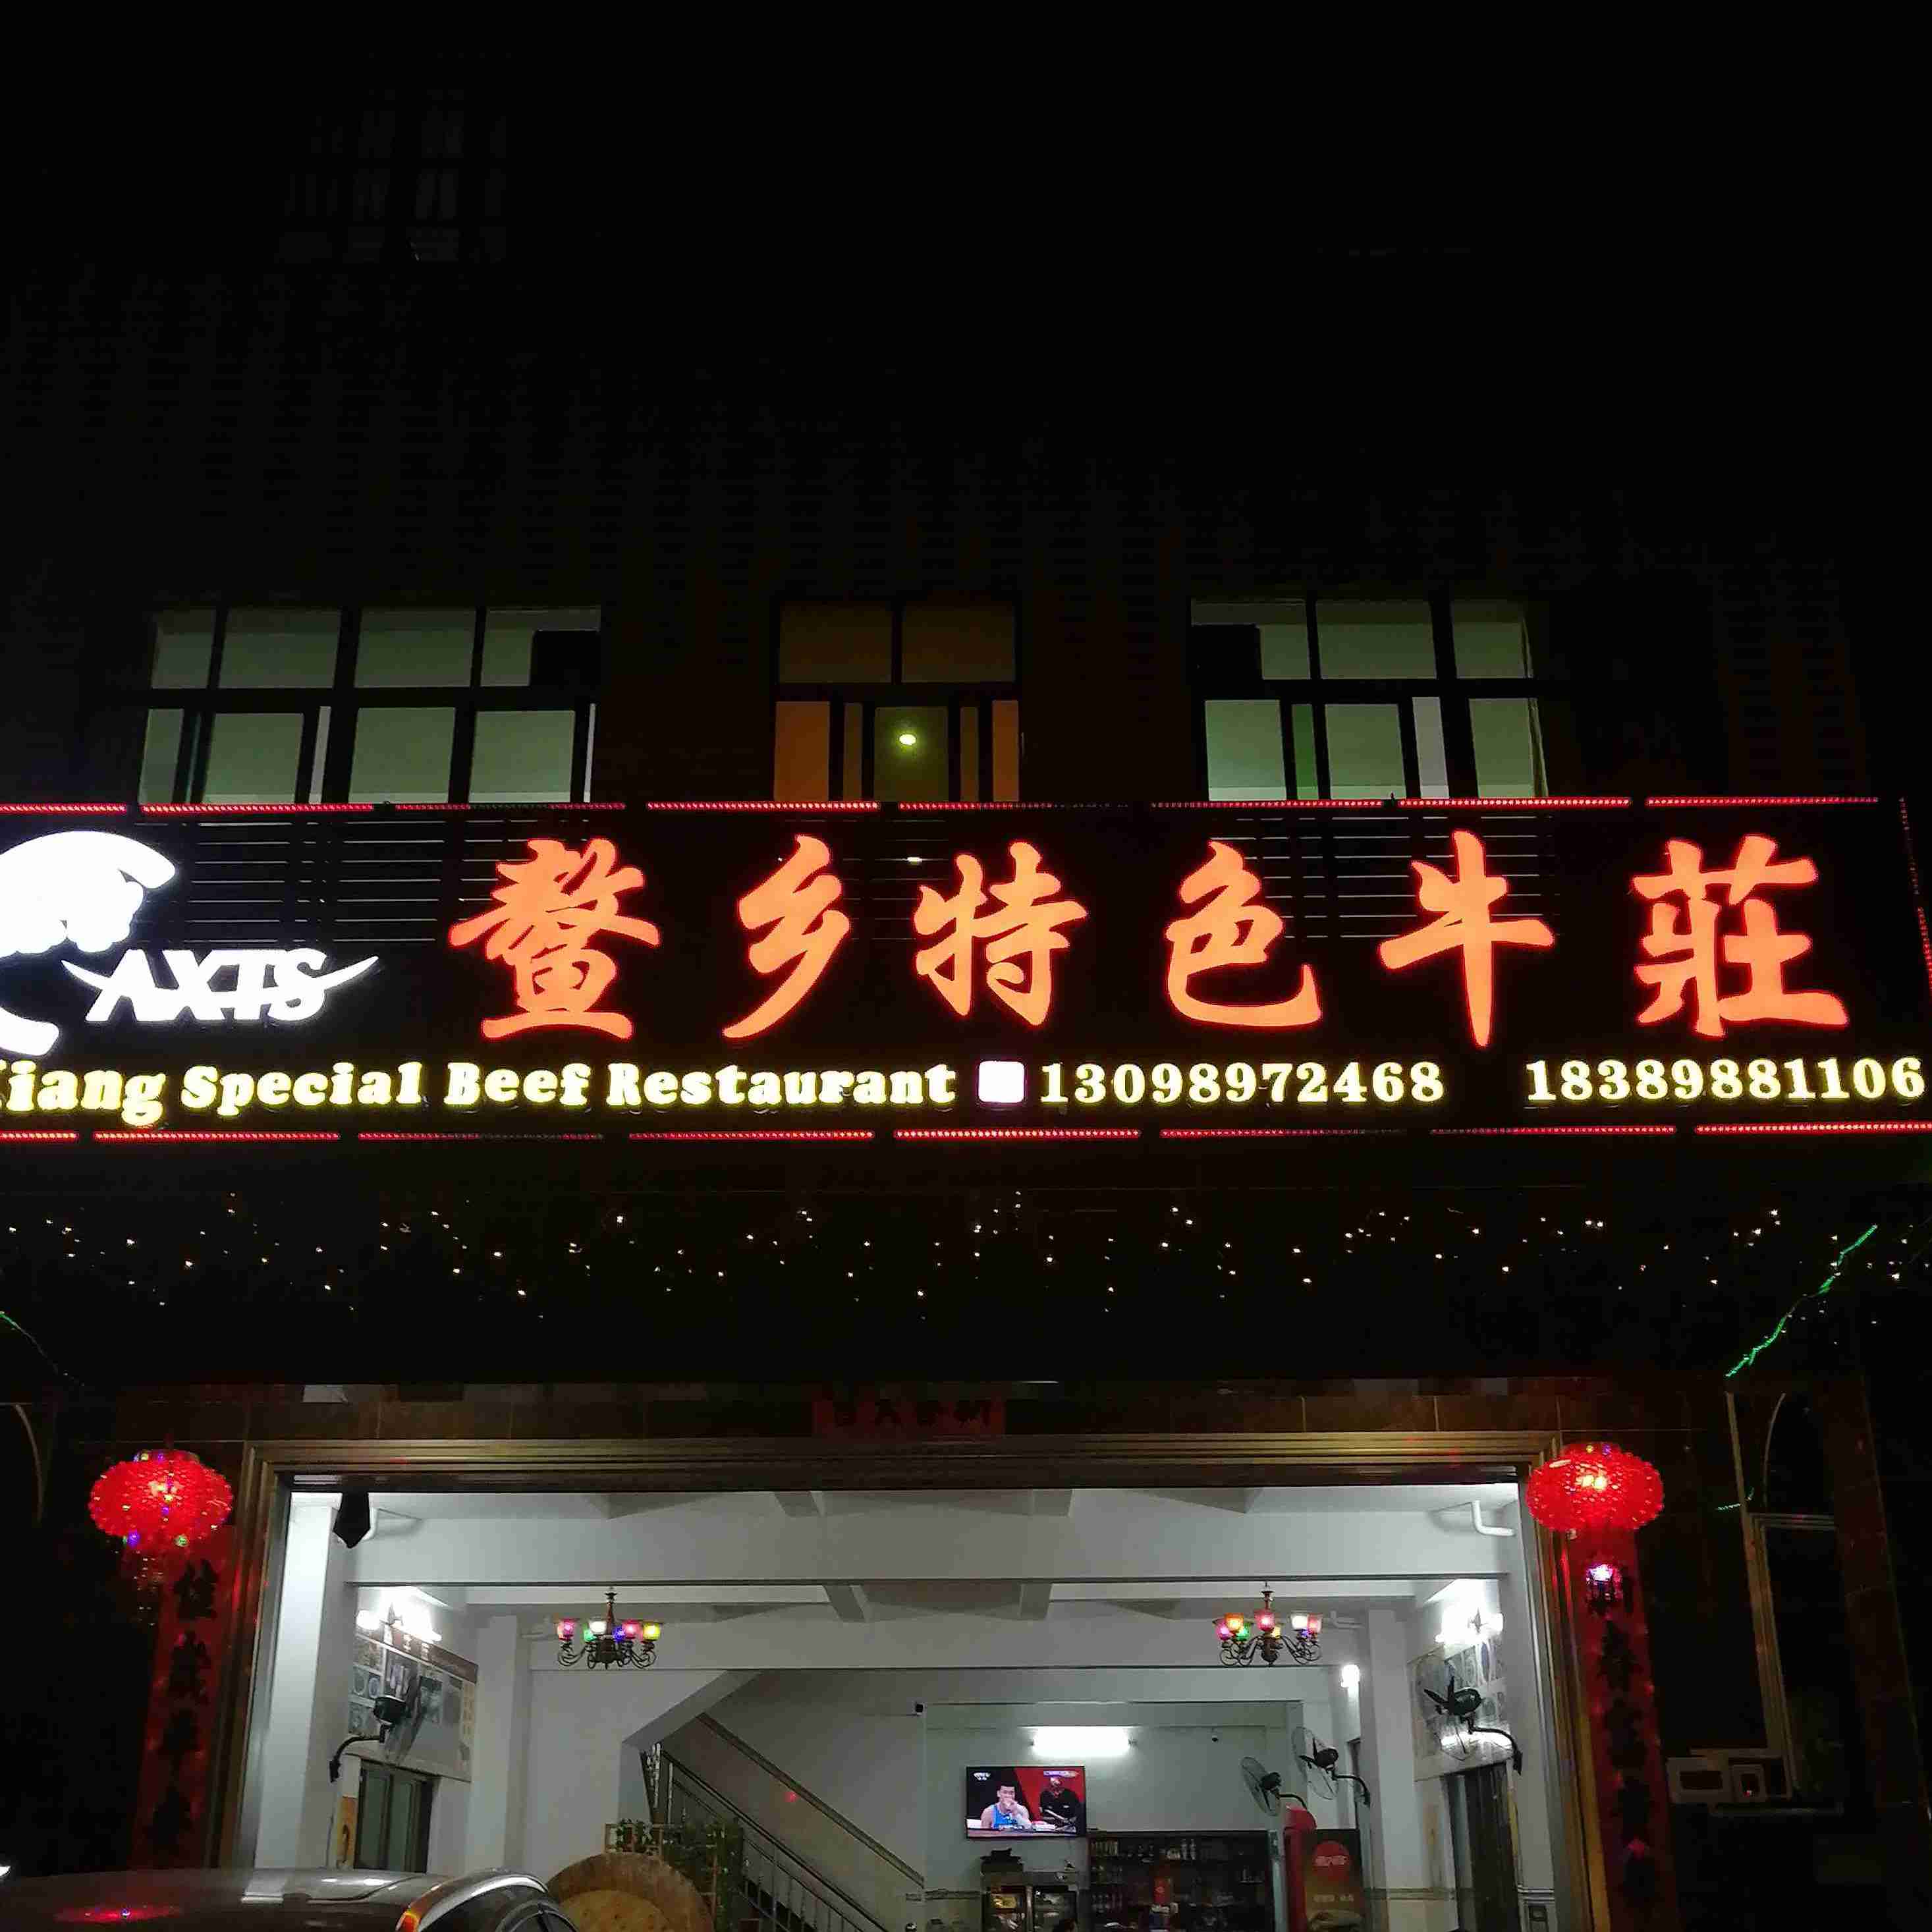 鳌乡特色牛莊
AXTS
Xiang Special Beef Restaurant 13098972468 18389881106